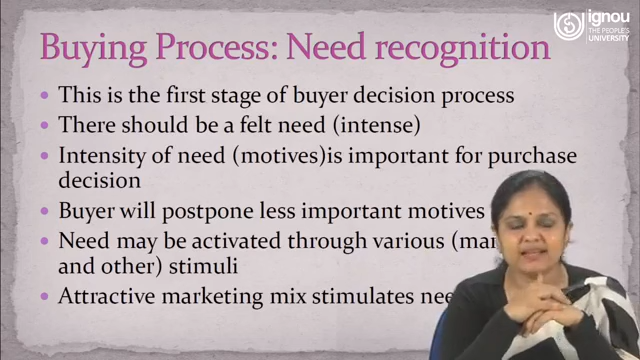 ignou
THE PEOPLE'S
UNIVERSITY
Buying Process: Need recognition
This is the first stage of buyer decision process
There should be a felt need (intense)
Intensity of need (motives)is important for purchase
decision
Buyer will postpone less important motives
Need may be activated through various
and other) stimuli
Attractive marketing mix stimulates